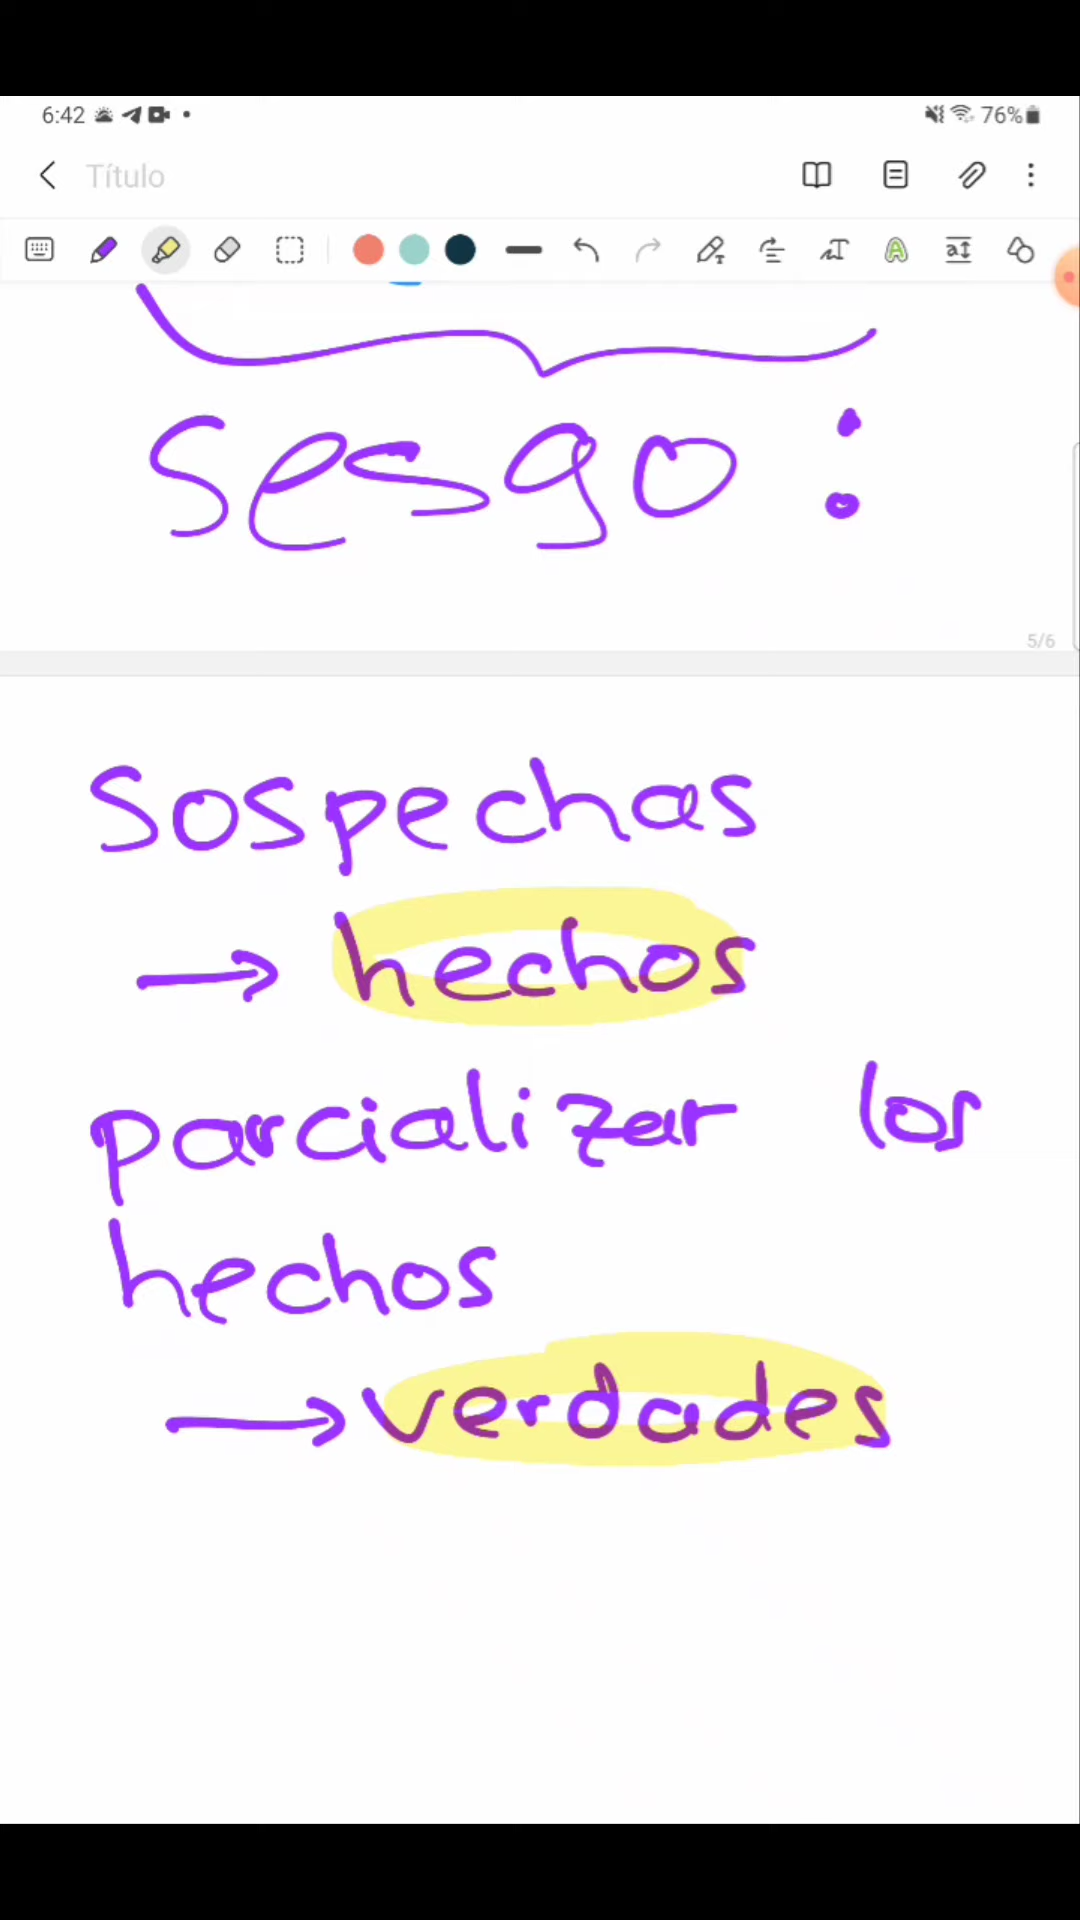 6:42
76%
Título
Sesgo:
5/6
Sospechas
→ hechos
parcializar los
hechos
→ verdades